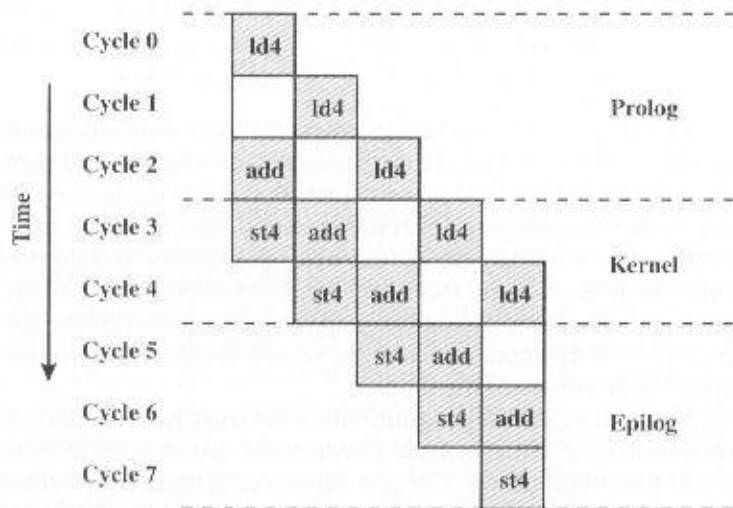 Cycle 0 ld4
Cycle 1 ld4 Prolog
Cycle 2 add ld4
Cycle 3 st4 add ld4
Kernel
Cycle 4 st4 add ld4
Cycle 5 st4 add
Cycle 6 st4 add Epilog
Cycle 7 st4
Time